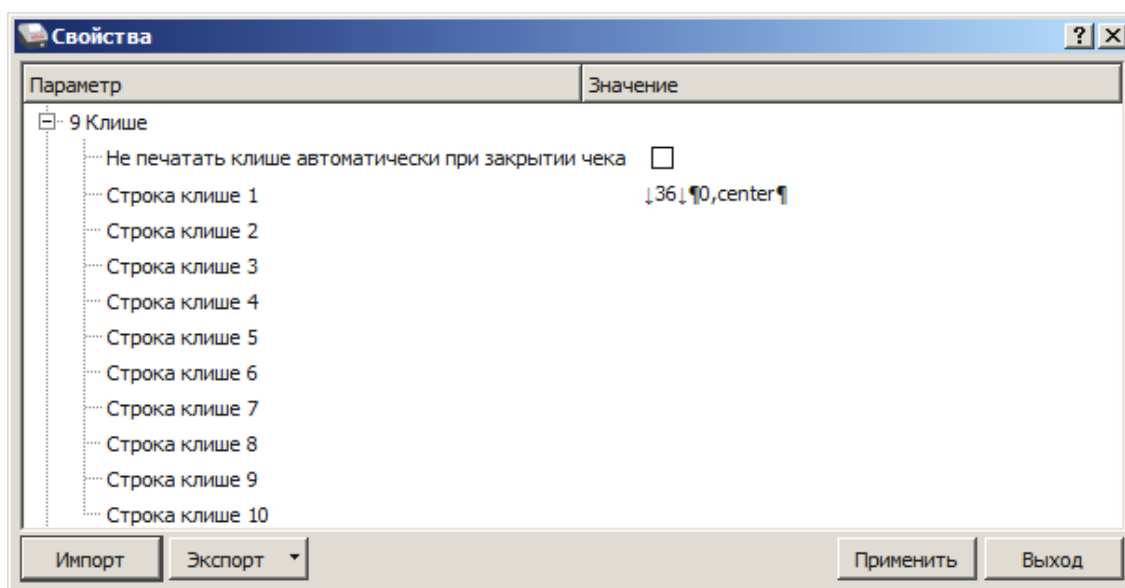 Свойства
Параметр Значение
9 Клише
Не печатать клише автоматически при закрытии чека
Строка клише 1 ↓36↓¶0,center¶
Строка клише 2
Строка клише 3
Строка клише 4
Строка клише 5
Строка клише 6
Строка клише 7
Строка клише 8
Строка клише 9
Строка клише 10
Импорт Экспорт Применить Выход